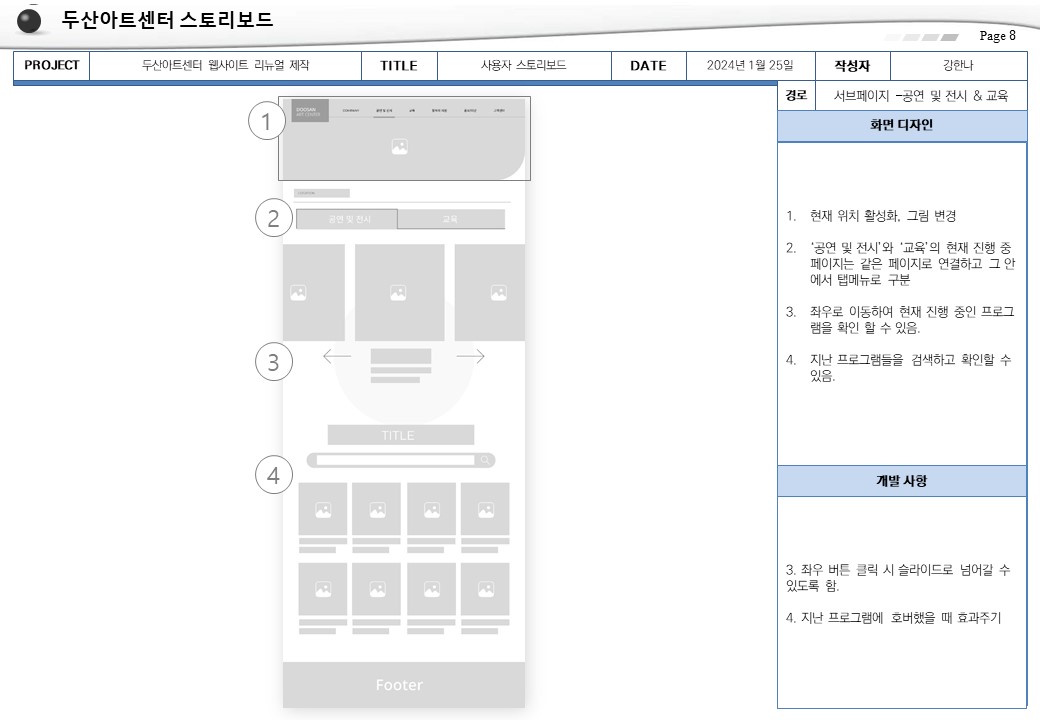 두산아트센터 스토리보드
Page 8
PROJECT 두산아트센터 웹사이트 리뉴얼 제작 TITLE 사용자 스토리보드 DATE 2024년 1월 25일 작성자 강한나
경로 서브페이지 –공연 및 전시 & 교육
화면 디자인
1. 현재 위치 활성화, 그림 변경
2. ‘공연 및 전시’와 ‘교육’의 현재 진행 중
페이지는 같은 페이지로 연결하고 그 안
에서 탭메뉴로 구분
3. 좌우로 이동하여 현재 진행 중인 프로그
램을 확인 할 수 있음.
4. 지난 프로그램들을 검색하고 확인할 수
있음.
개발 사항
3. 좌우 버튼 클릭 시 슬라이드로 넘어갈 수
있도록 함.
4. 지난 프로그램에 호버했을 때 효과주기
1
DOOSAN
ART CENTER
COMPANY 공연 및 전시 교육
2
공연 및 전시 교육
3
TITLE
4
Footer